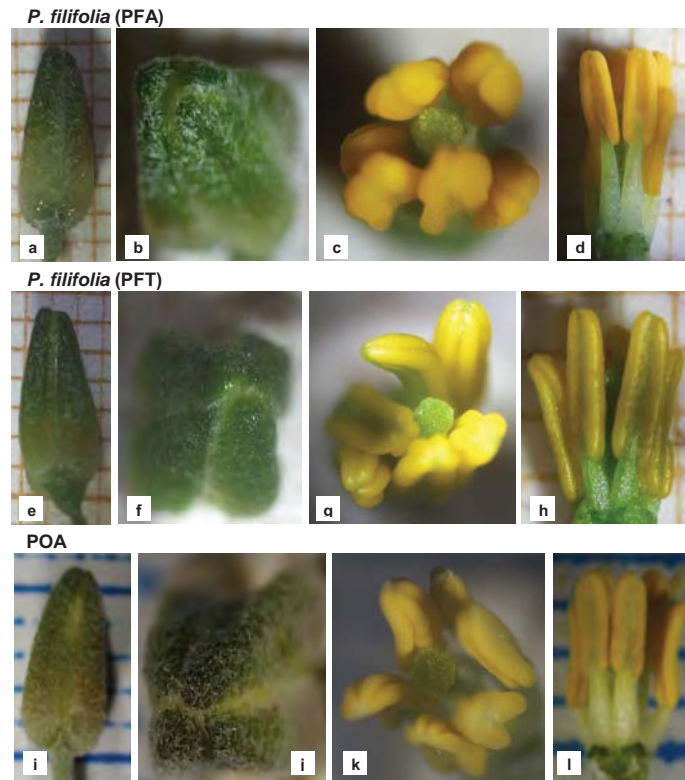 P. filifolia (PFA)
a b c d
P. filifolia (PFT)
e f g h
POA
i j k l